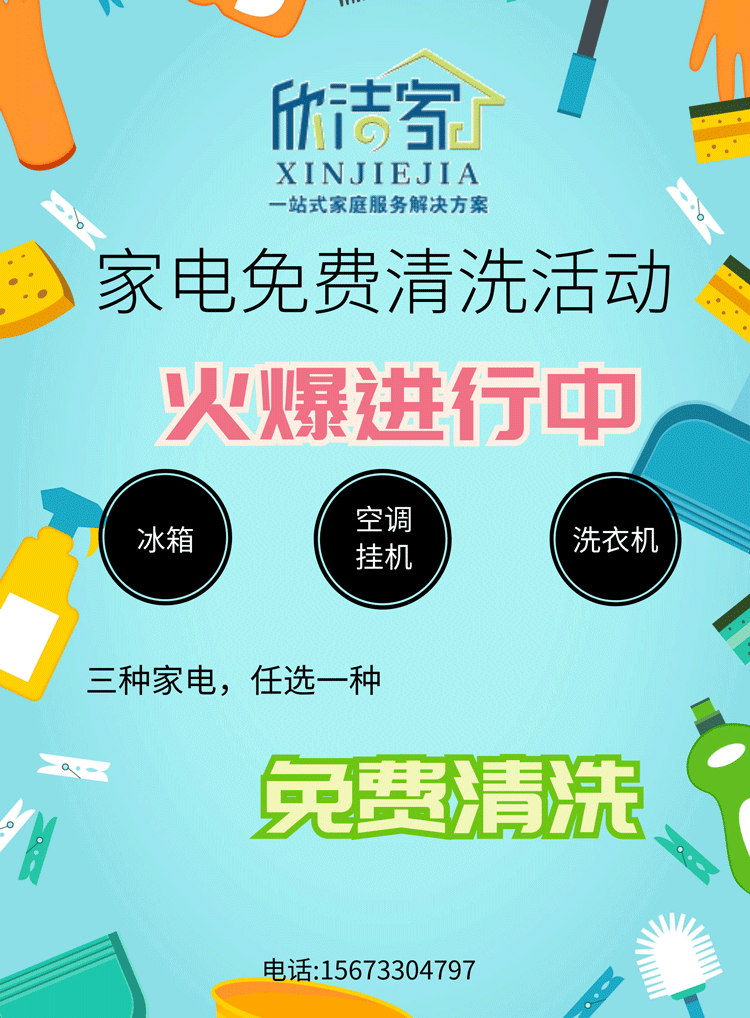 欣洁家
XINJIEJIA
一站式家庭服务解决方案
家电免费清洗活动
火爆进行中
冰箱
空调
挂机
洗衣机
三种家电，任选一种
免费清洗
电话:15673304797